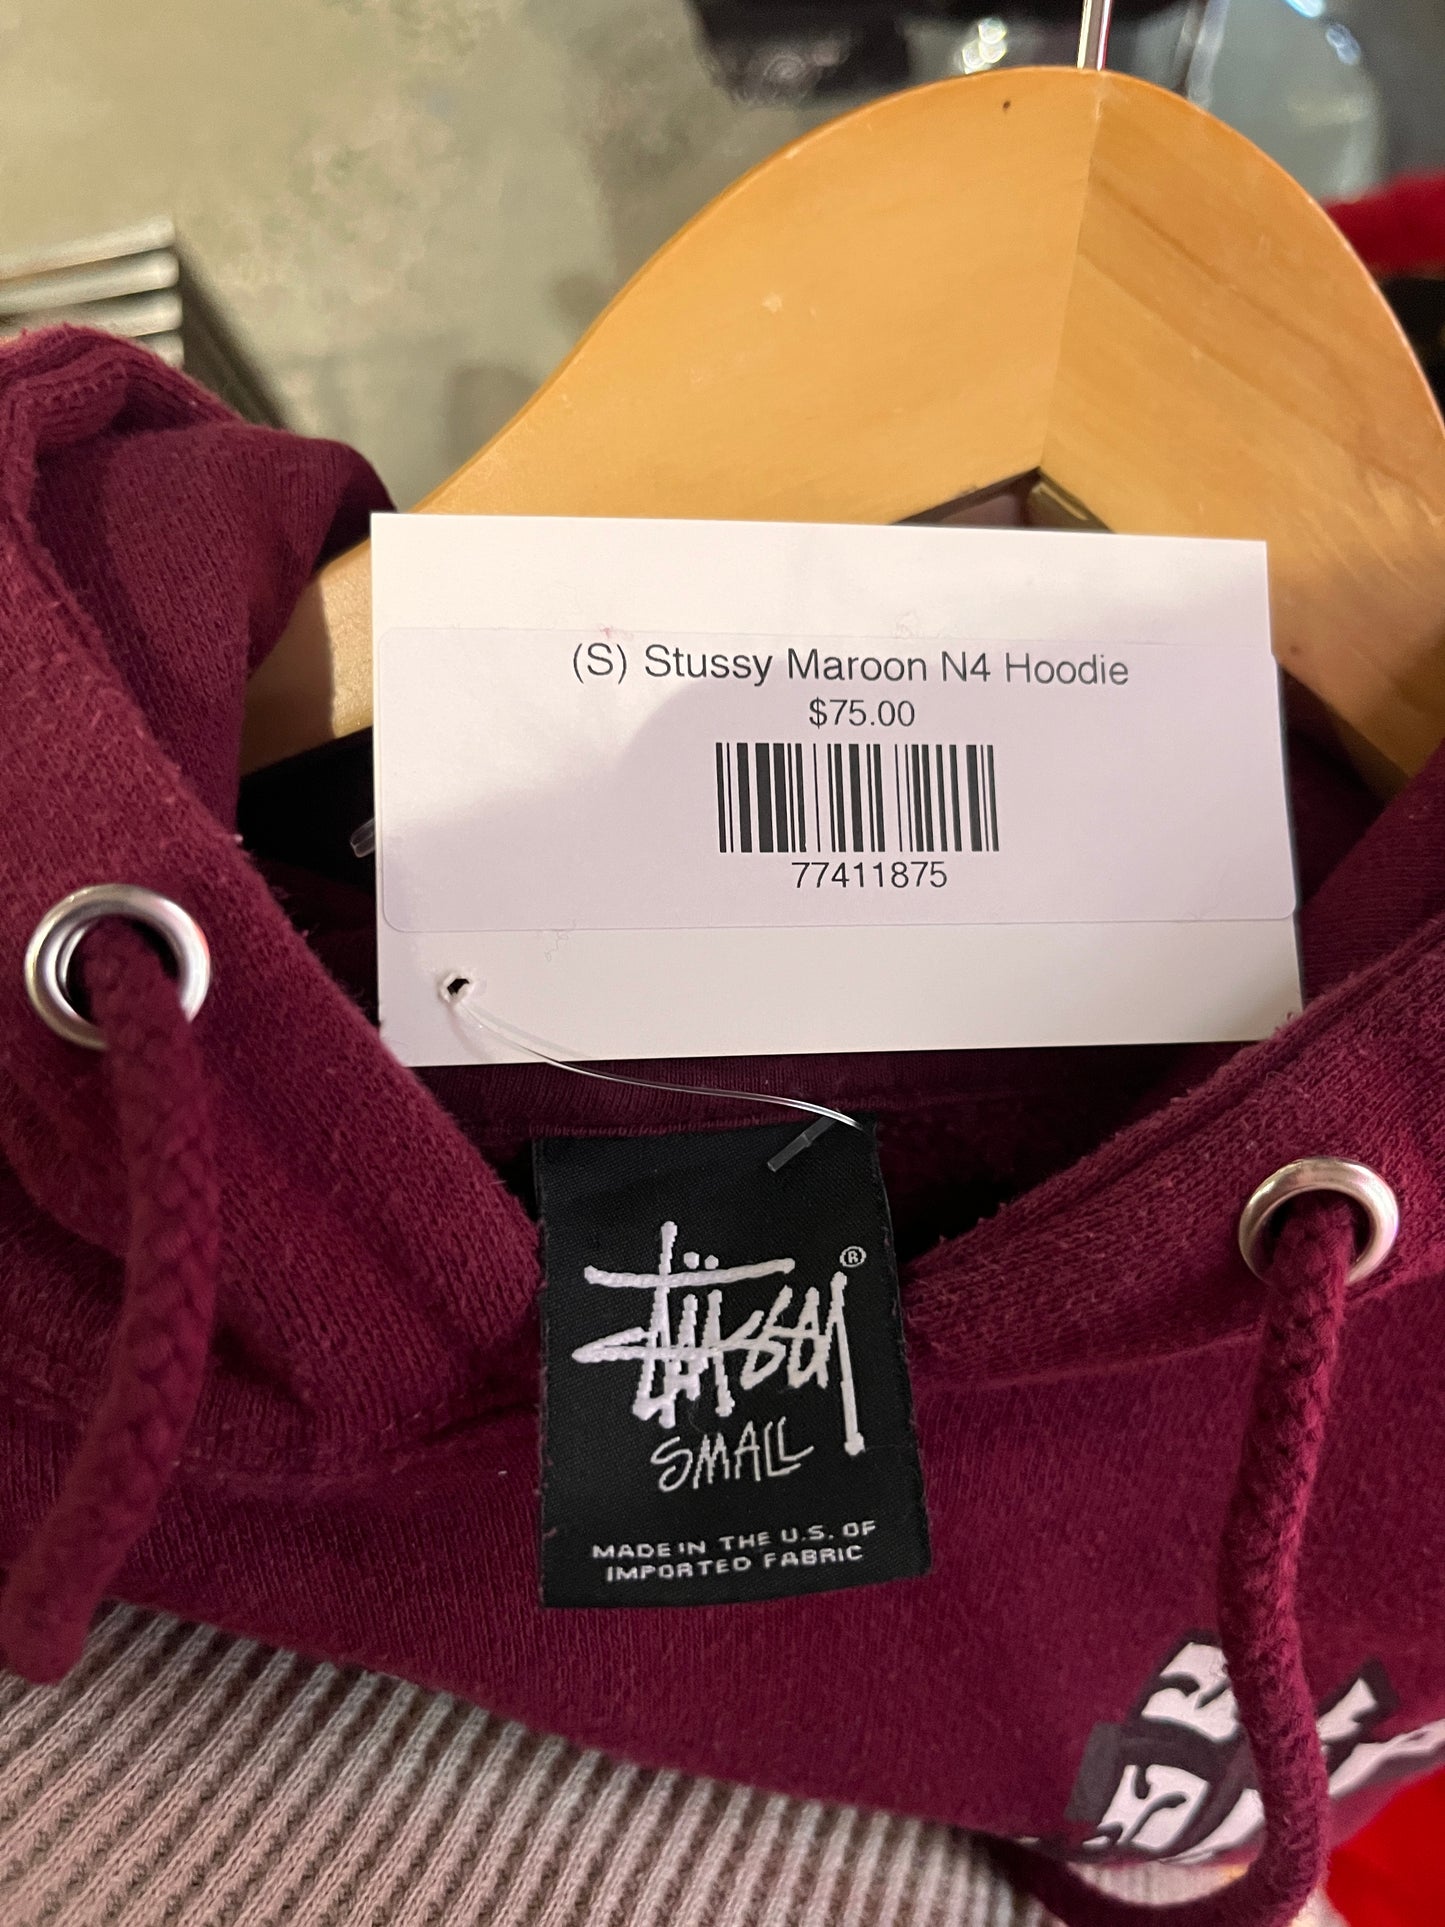 (S) Stussy Maroon N4 Hoodie
$75.00
77411875
Stüssy ®
SMALL
MADE IN THE U.S. OF
IMPORTED FABRIC